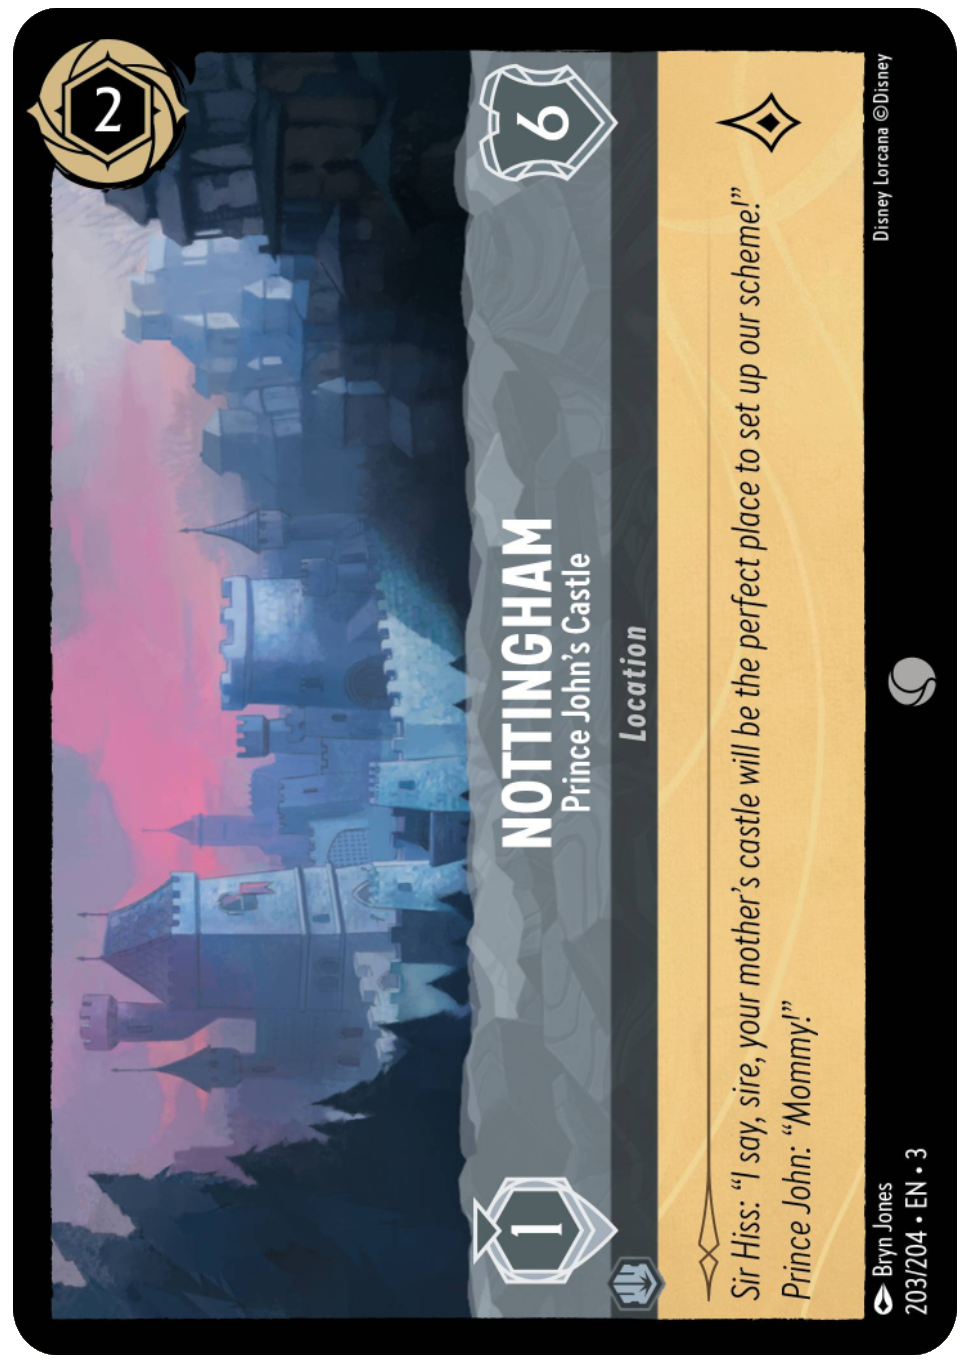 2
NOTTINGHAM
Prince John's Castle
1
6
Location
Sir Hiss: “I say, sire, your mother's castle will be the perfect place to set up our scheme!”
Prince John: “Mommy!”
Bryn Jones
203/204 • EN • 3
Disney Lorcana ©Disney